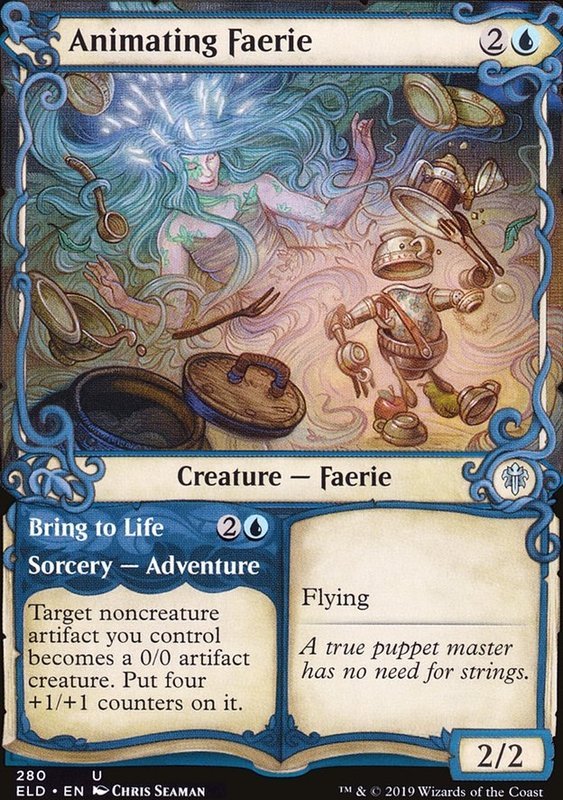 Animating Faerie 2
Creature — Faerie
Bring to Life 2
Sorcery — Adventure
Target noncreature
artifact you control
becomes a 0/0 artifact
creature. Put four
+1/+1 counters on it.
Flying
A true puppet master
has no need for strings.
2/2
280 U
ELD • EN Chris Seaman
™ & © 2019 Wizards of the Coast